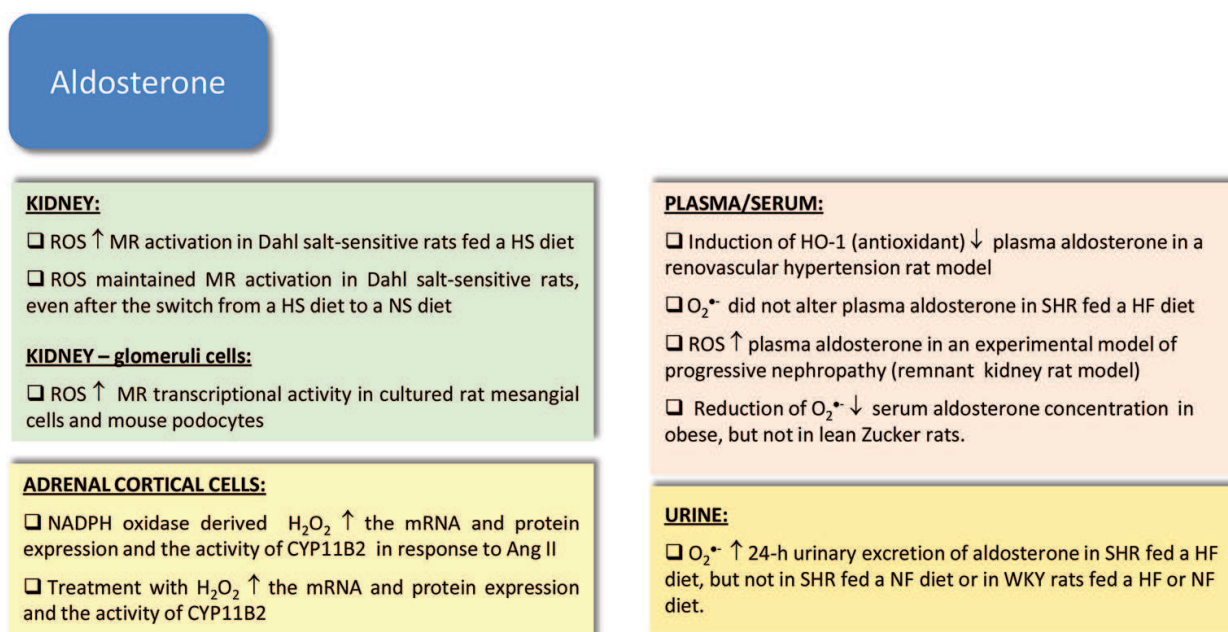 Aldosterone
KIDNEY:
❑ ROS ↑ MR activation in Dahl salt-sensitive rats fed a HS diet
❑ ROS maintained MR activation in Dahl salt-sensitive rats,
even after the switch from a HS diet to a NS diet
KIDNEY – glomeruli cells:
❑ ROS ↑ MR transcriptional activity in cultured rat mesangial
cells and mouse podocytes
ADRENAL CORTICAL CELLS:
❑ NADPH oxidase derived H₂O₂ ↑ the mRNA and protein
expression and the activity of CYP11B2 in response to Ang II
❑ Treatment with H₂O₂ ↑ the mRNA and protein expression
and the activity of CYP11B2
PLASMA/SERUM:
❑ Induction of HO-1 (antioxidant) ↓ plasma aldosterone in a
renovascular hypertension rat model
❑ O₂•⁻ did not alter plasma aldosterone in SHR fed a HF diet
❑ ROS ↑ plasma aldosterone in an experimental model of
progressive nephropathy (remnant kidney rat model)
❑ Reduction of O₂•⁻ ↓ serum aldosterone concentration in
obese, but not in lean Zucker rats.
URINE:
❑ O₂•⁻ ↑ 24-h urinary excretion of aldosterone in SHR fed a HF
diet, but not in SHR fed a NF diet or in WKY rats fed a HF or NF
diet.